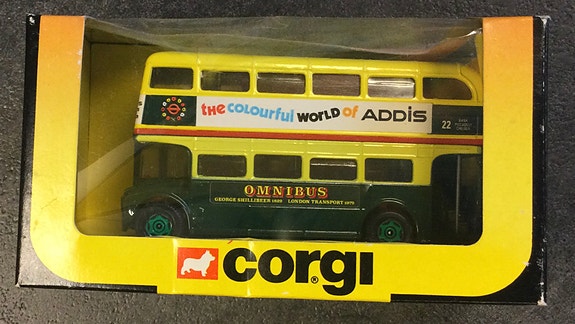 the colourful WORLD of ADDIS
22
OMNIBUS
GEORGE SHILLIBEER 1829 LONDON TRANSPORT 1979
CORGI